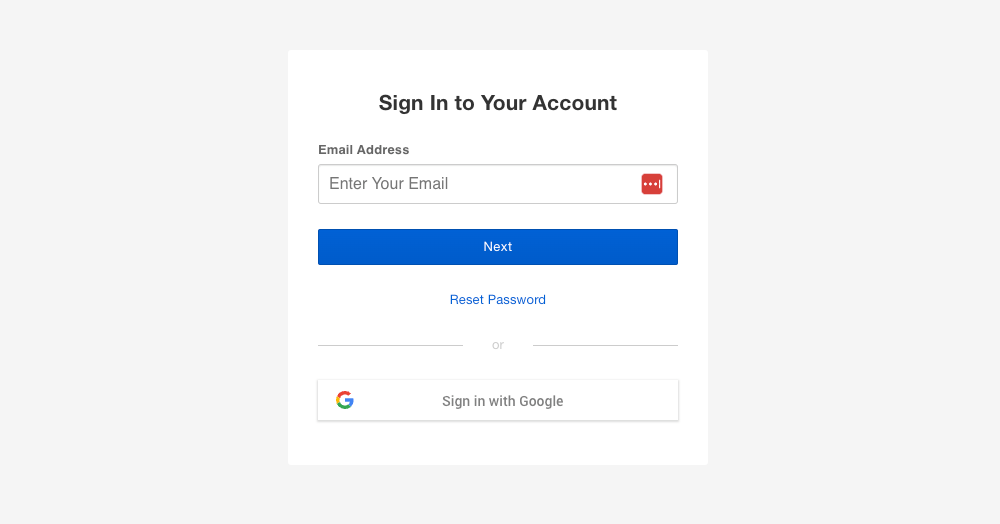 Sign In to Your Account
Email Address
Enter Your Email
Next
Reset Password
or
Sign in with Google